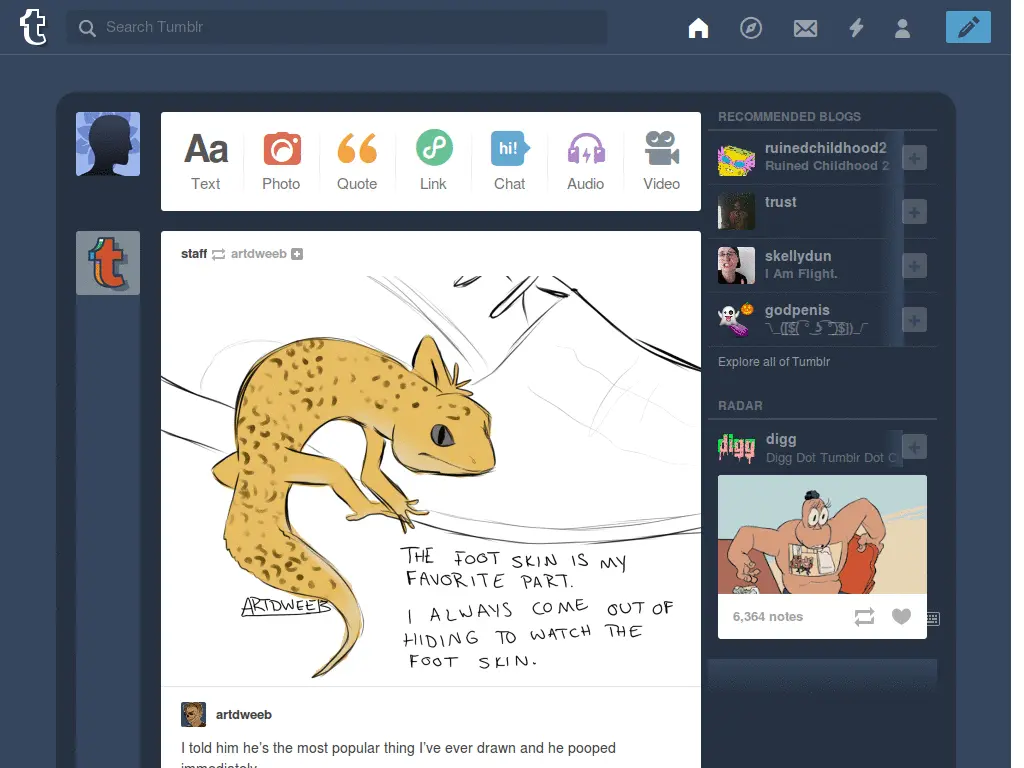 Search Tumblr
Aa
hi!
Text
Photo
Quote
Link
Chat
Audio
Video
staff artdweeb
THE FOOT SKIN IS MY
FAVORITE PART.
I ALWAYS COME OUT OF
HIDING TO WATCH THE
FOOT SKIN.
ARTDWEEB
artdweeb
I told him he's the most popular thing I've ever drawn and he pooped
immediately
RECOMMENDED BLOGS
ruinedchildhood2
Ruined Childhood 2
trust
skellydun
I Am Flight.
godpenis
Explore all of Tumblr
RADAR
digg
digg
Digg Dot Tumblr Dot C
6,364 notes